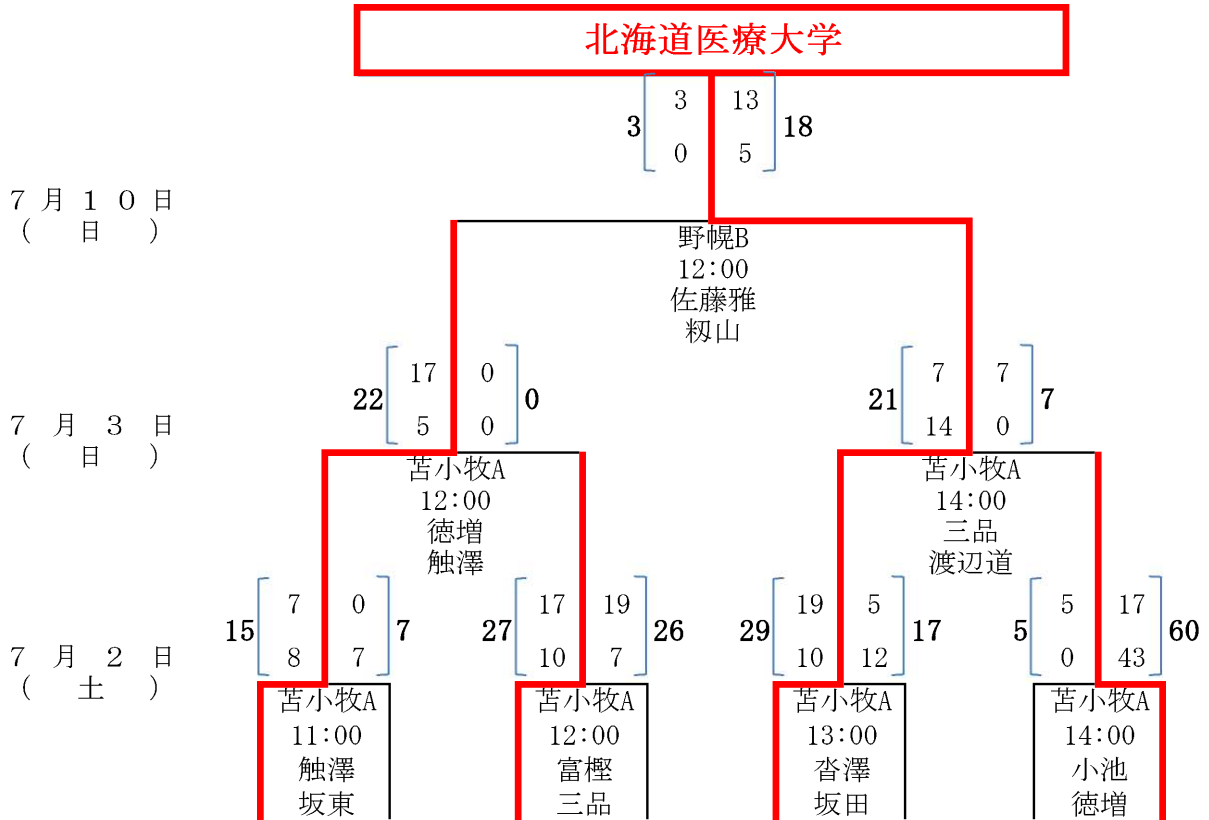 北海道医療大学
3 3 13 18
0 5
7月10日
(日)
野幌B
12:00
佐藤雅
籾山
22 17 0 0
5 0
21 7 7 7
14 0
7月3日
(日)
苫小牧A
12:00
徳増
触澤
苫小牧A
14:00
三品
渡辺道
15 7 0 7
8 7
27 17 19 26
10 7
29 19 5 17
10 12
5 5 17 60
0 43
7月2日
(土)
苫小牧A
11:00
触澤
坂東
苫小牧A
12:00
富樫
三品
苫小牧A
13:00
沓澤
坂田
苫小牧A
14:00
小池
徳増